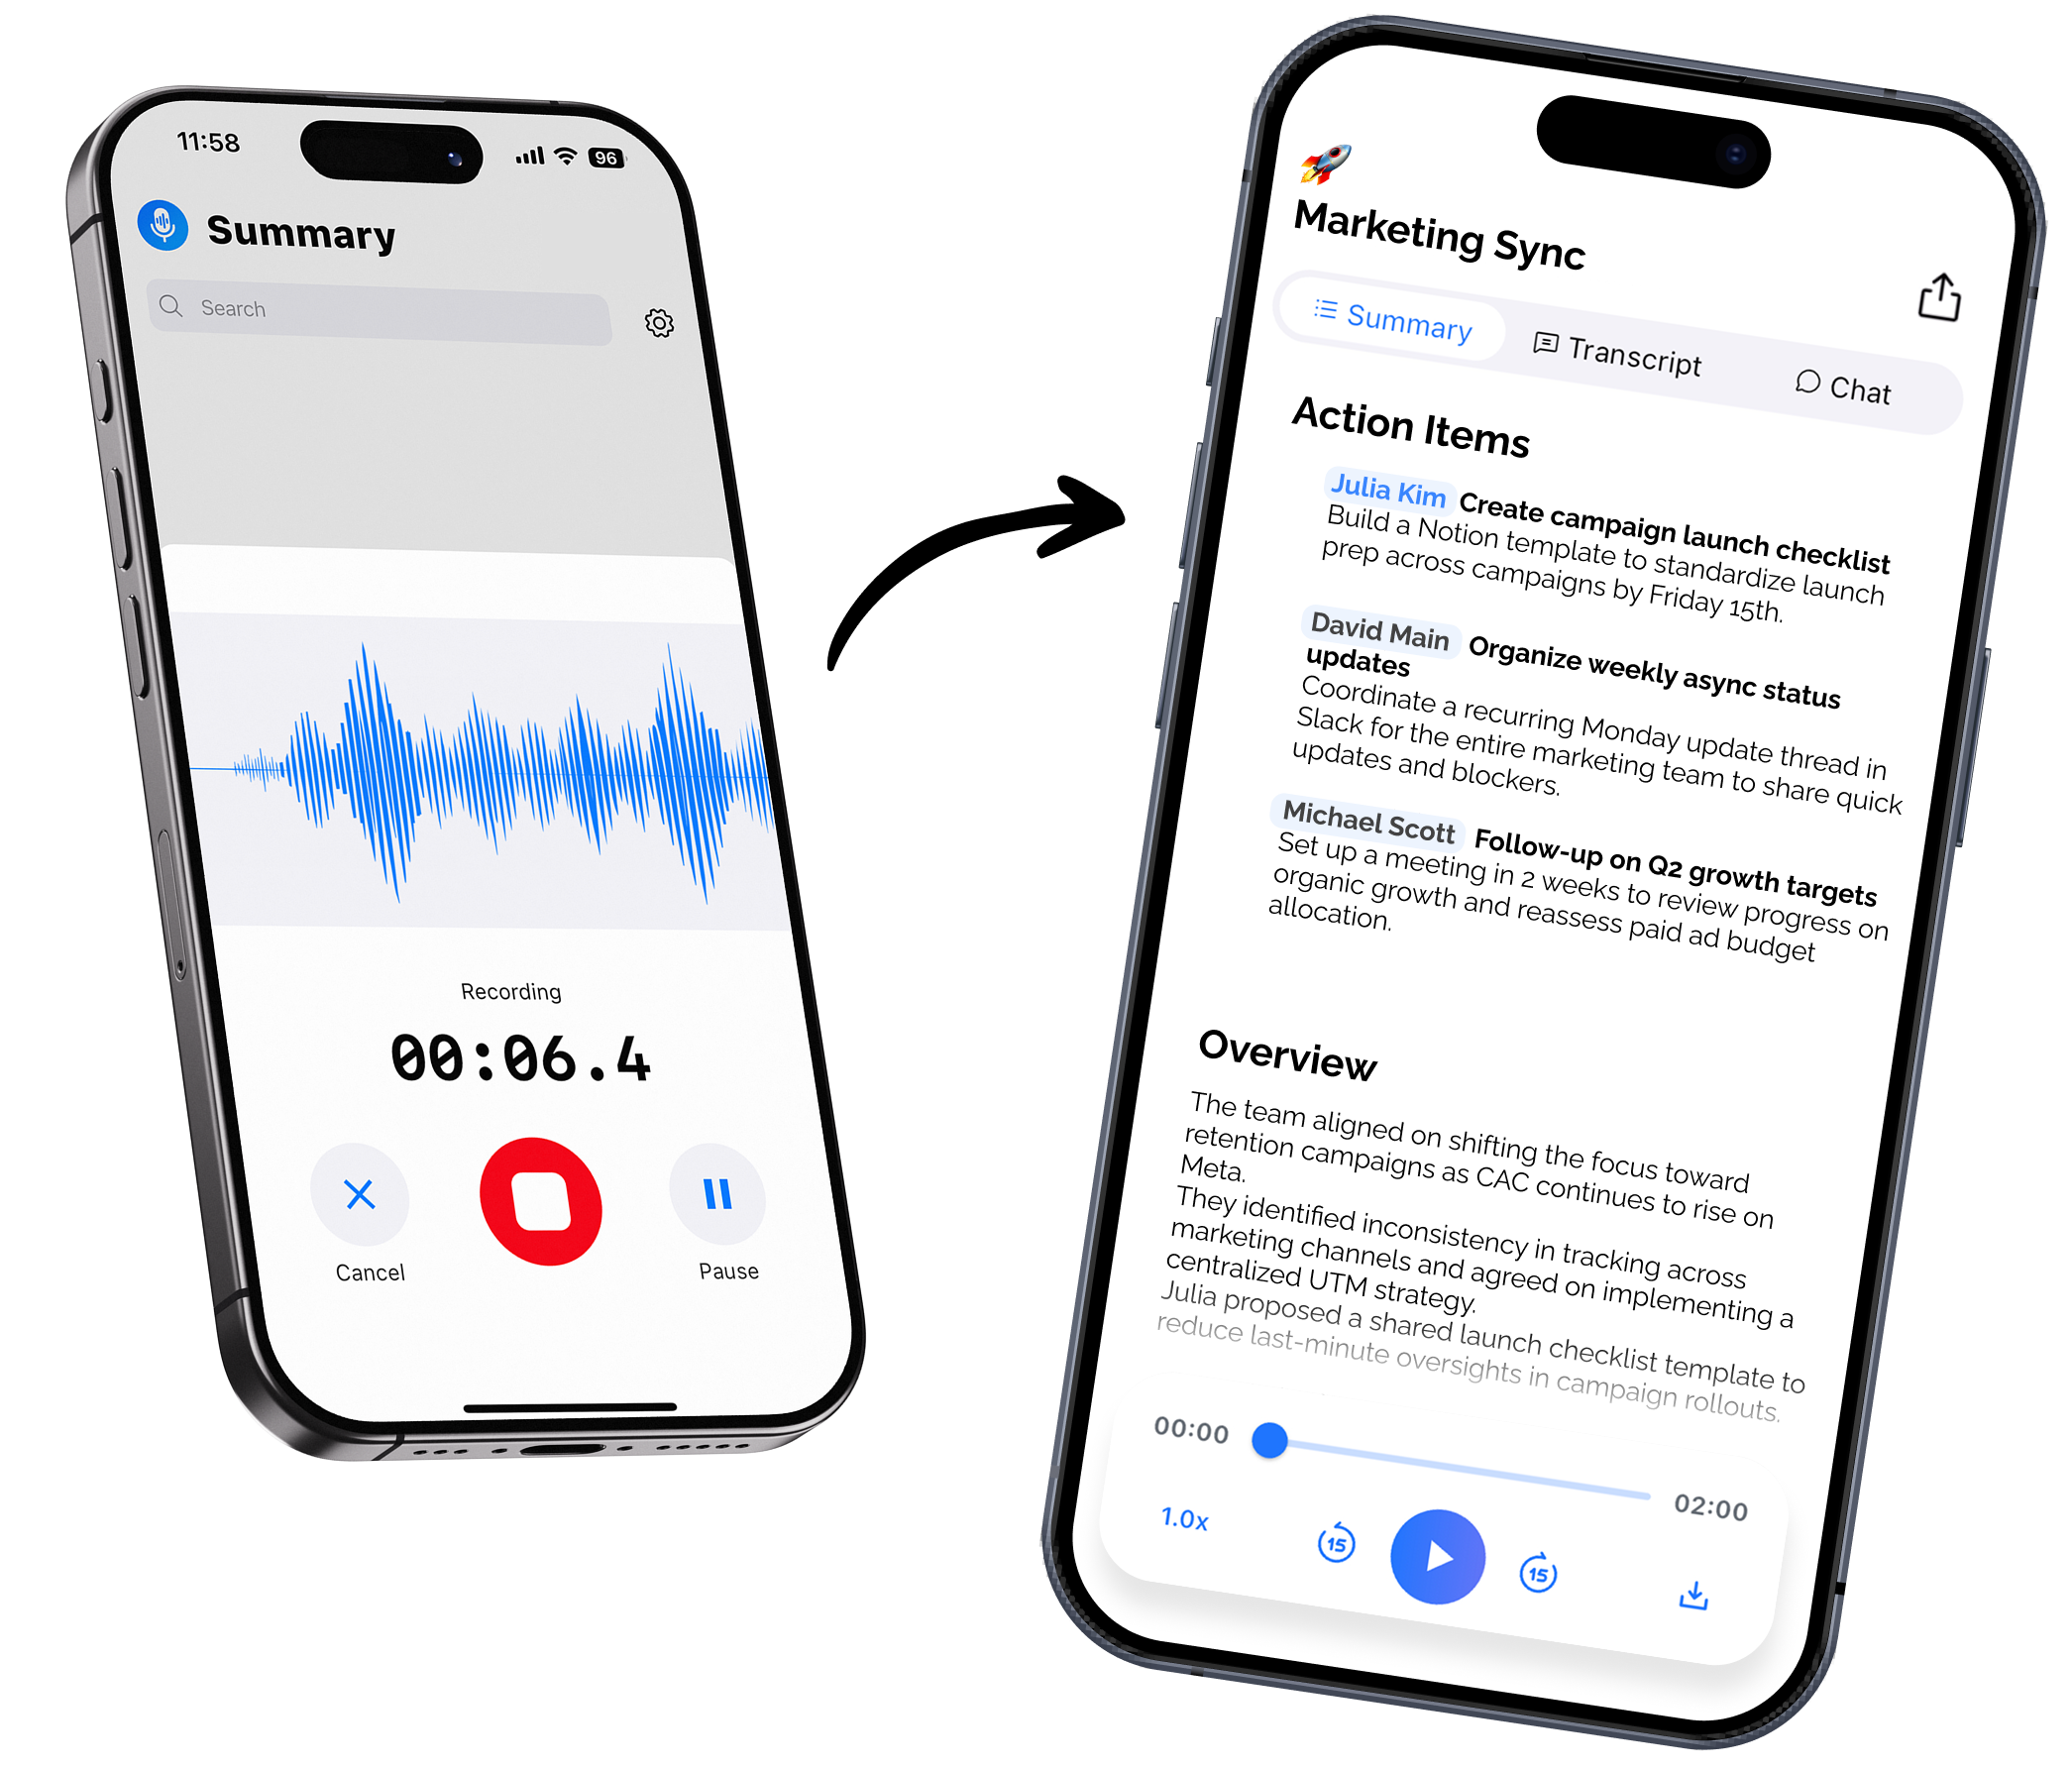 11:58
96
Summary
Search
Recording
00:06.4
Cancel
Pause
Marketing Sync
Summary
Transcript
Chat
Action Items
Julia Kim Create campaign launch checklist
Build a Notion template to standardize launch
prep across campaigns by Friday 15th.
David Main Organize weekly async status
updates
Coordinate a recurring Monday update thread in
Slack for the entire marketing team to share quick
updates and blockers.
Michael Scott Follow-up on Q2 growth targets
Set up a meeting in 2 weeks to review progress on
organic growth and reassess paid ad budget
allocation.
Overview
The team aligned on shifting the focus toward
retention campaigns as CAC continues to rise on
Meta.
They identified inconsistency in tracking across
marketing channels and agreed on implementing a
centralized UTM strategy.
Julia proposed a shared launch checklist template to
reduce last-minute oversights in campaign rollouts.
00:00
02:00
1.0x
15
15